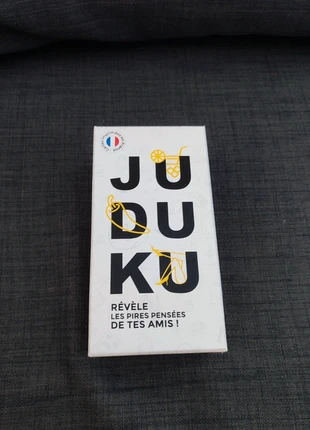 JU
DU
KU
RÉVÈLE
LES PIRES PENSÉES
DE TES AMIS !